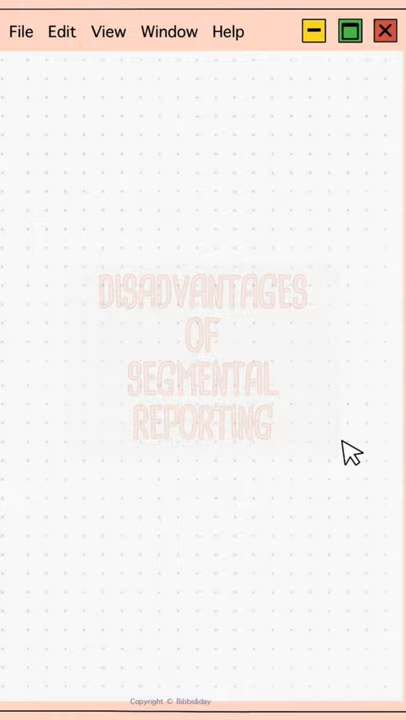 File Edit View Window Help
DISADVANTAGES
OF
SEGMENTAL
REPORTING
Copyright © Bibbididay